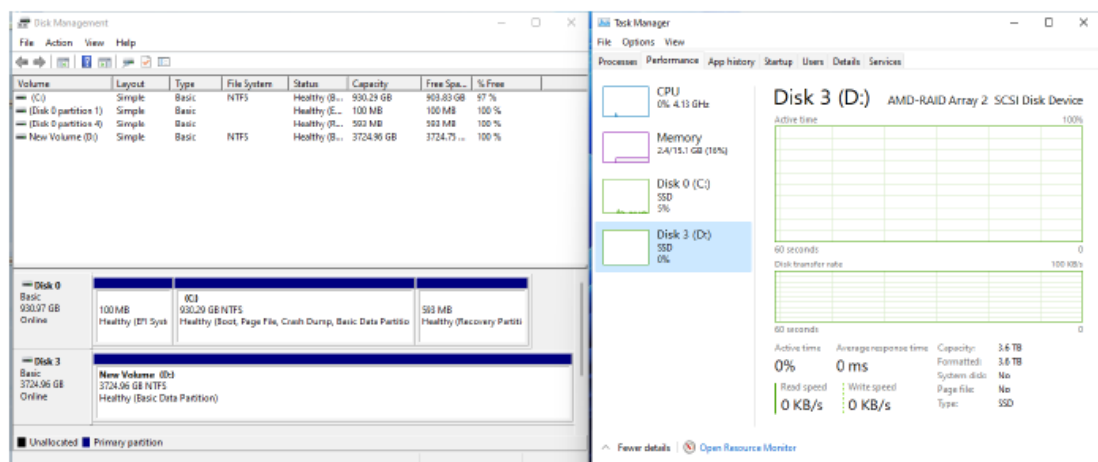 Disk Management
File Action View Help
Volume Layout Type File System Status Capacity Free Spa... % Free
(C:) Simple Basic NTFS Healthy (B... 930.29 GB 903.83 GB 97 %
(Disk 0 partition 1) Simple Basic Healthy (E... 100 MB 100 MB 100 %
(Disk 0 partition 4) Simple Basic Healthy (R... 593 MB 593 MB 100 %
New Volume (D:) Simple Basic NTFS Healthy (B... 3724.96 GB 3724.75 ... 100 %
Disk 0
Basic
930.97 GB
Online
100 MB
Healthy (EFI Syst
(C:)
930.29 GB NTFS
Healthy (Boot, Page File, Crash Dump, Basic Data Partitio
593 MB
Healthy (Recovery Partiti
Disk 3
Basic
3724.96 GB
Online
New Volume (D:)
3724.96 GB NTFS
Healthy (Basic Data Partition)
Unallocated Primary partition
Task Manager
File Options View
Processes Performance App history Startup Users Details Services
CPU
0% 4.13 GHz
Memory
2.4/15.1 GB (16%)
Disk 0 (C:)
SSD
5%
Disk 3 (D:)
SSD
0%
Disk 3 (D:) AMD-RAID Array 2 SCSI Disk Device
Active time 100%
60 seconds 0
Disk transfer rate 100 KB/s
60 seconds 0
Active time Average response time
0% 0 ms
Read speed Write speed
0 KB/s 0 KB/s
Capacity: 3.6 TB
Formatted: 3.6 TB
System disk: No
Page file: No
Type: SSD
Fewer details Open Resource Monitor